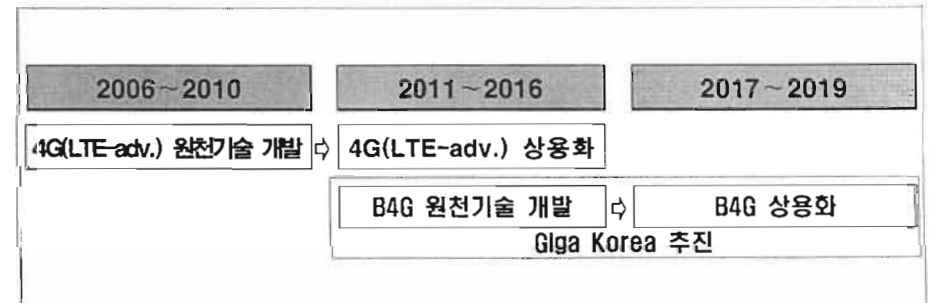 2006~2010 2011~2016 2017~2019
4G(LTE-adv.) 원천기술 개발 ⇨ 4G(LTE-adv.) 상용화
B4G 원천기술 개발 ⇨ B4G 상용화
Giga Korea 추진